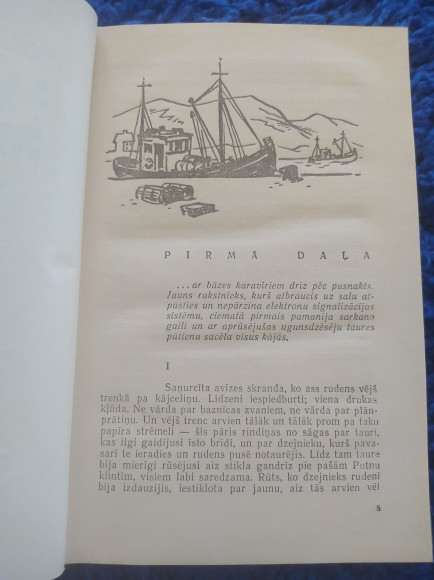 PIRMĀ DAĻA
...ar bāzes karavīriem drīz pēc pusnakts.
Jauns rakstnieks, kurš atbraucis uz salu at-
pūsties un nepārzina elektronu signalizācijas
sistēmu, ciematā pirmais pamanīja sarkano
gaili un ar aprūsējušas ugunsdzēsēju taures
pūtienu sacēla visus kājās.
I
Saņurcīta avīzes skranda, ko ass rudens vējš
trenkā pa kājceliņu. Līdzeni iespiedburti; viena drukas
kļūda. Ne vārda par baznīcas zvaniem, ne vārda par plān-
prātiņu. Un vējš trenc arvien tālāk un tālāk prom pa taku
papīra strēmeli — šīs pāris rindiņas no sāgas par tauri,
kas ilgi gaidījusi īsto brīdi, un par dzejnieku, kurš pava-
sarī te ieradies un rudens pusē notaurējis. Līdz tam taure
bija mierīgi rūsējusi aiz stikla gandrīz pie pašām Putnu
klintīm, visiem labi saredzama. Rūts, ko dzejnieks rudenī
bija izdauzījis, iestiklota par jaunu, aiz tās arvien vēl
5